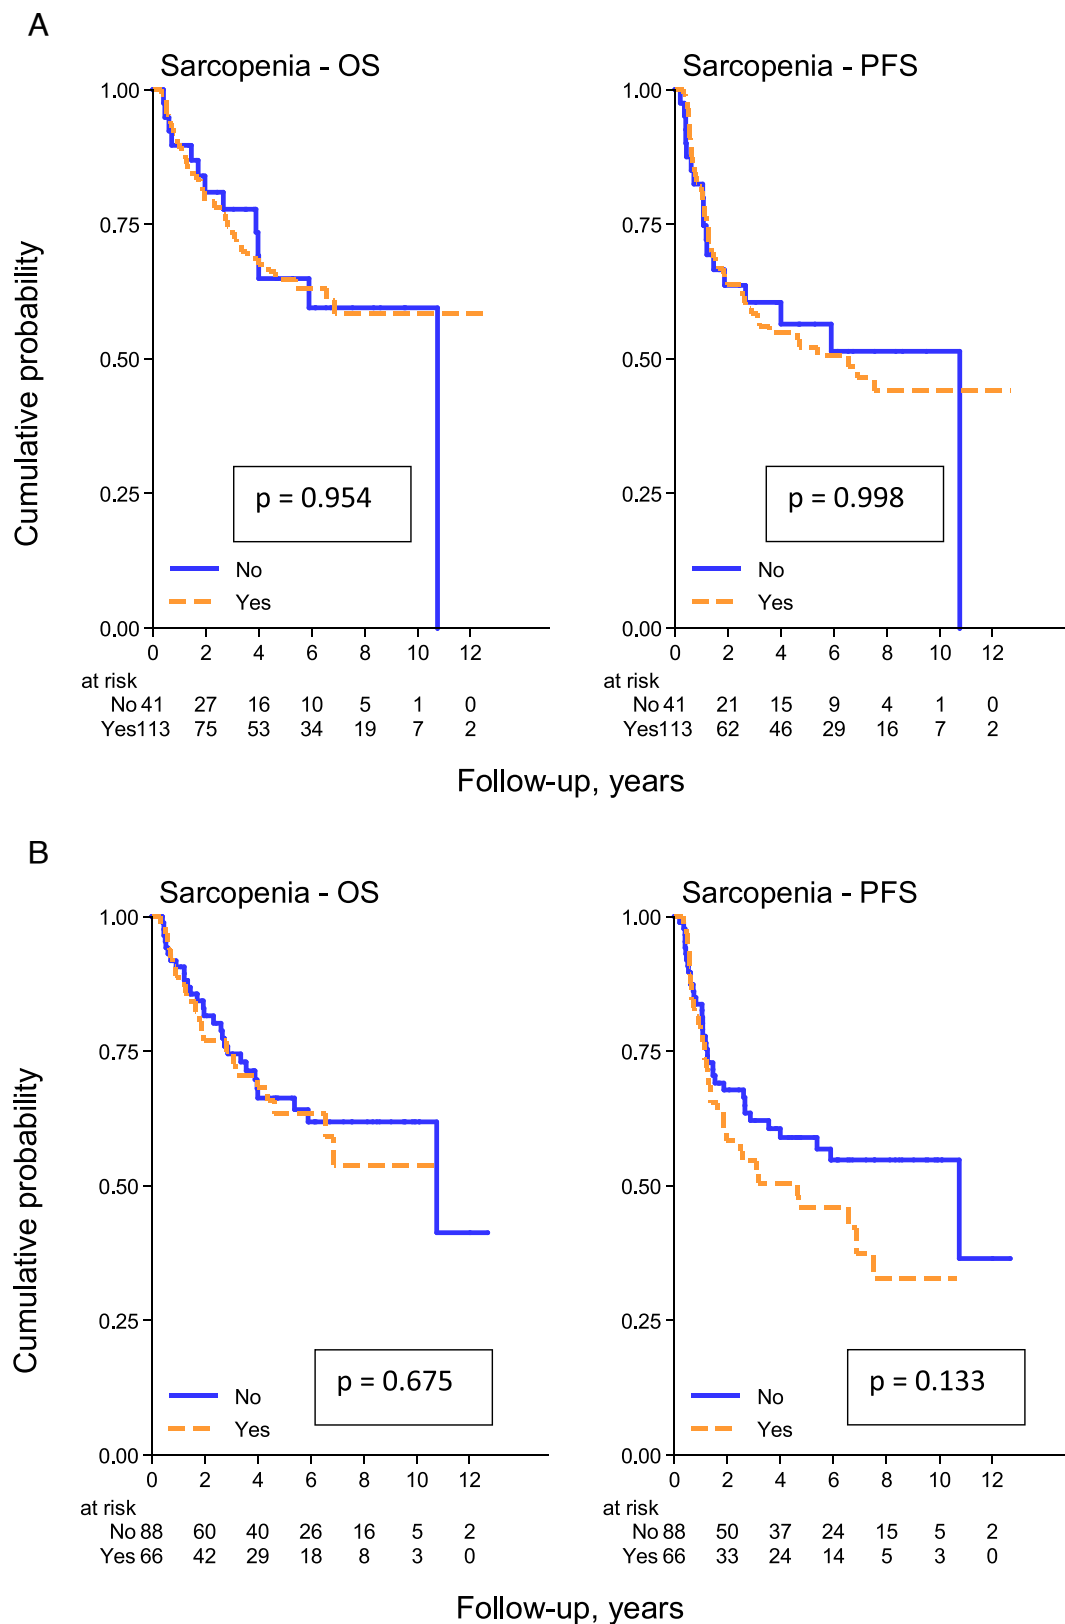 A
Sarcopenia - OS
Sarcopenia - PFS
Cumulative probability
1.00
0.75
0.50
0.25
0.00
p = 0.954
No
Yes
0 2 4 6 8 10 12
at risk
No 41 27 16 10 5 1 0
Yes113 75 53 34 19 7 2
1.00
0.75
0.50
0.25
0.00
p = 0.998
No
Yes
0 2 4 6 8 10 12
at risk
No 41 21 15 9 4 1 0
Yes113 62 46 29 16 7 2
Follow-up, years
B
Sarcopenia - OS
Sarcopenia - PFS
Cumulative probability
1.00
0.75
0.50
0.25
0.00
p = 0.675
No
Yes
0 2 4 6 8 10 12
at risk
No 88 60 40 26 16 5 2
Yes 66 42 29 18 8 3 0
1.00
0.75
0.50
0.25
0.00
p = 0.133
No
Yes
0 2 4 6 8 10 12
at risk
No 88 50 37 24 15 5 2
Yes 66 33 24 14 5 3 0
Follow-up, years